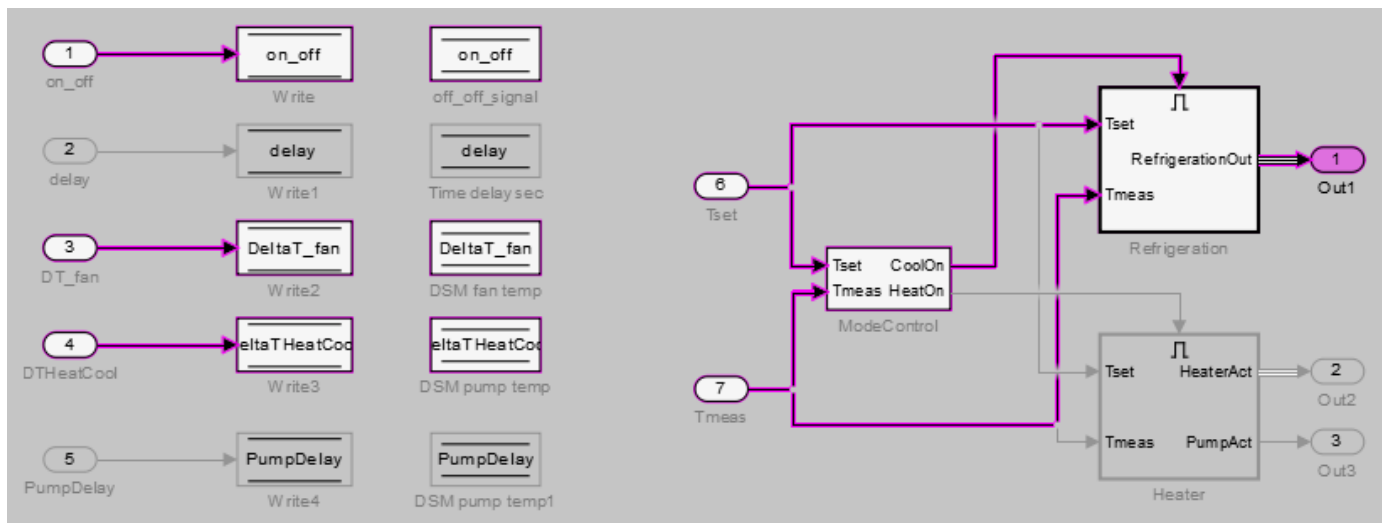 1
on_off
on_off
Write
on_off
off_off_signal
2
delay
delay
Write1
delay
Time delay sec
3
DT_fan
DeltaT_fan
Write2
DeltaT_fan
DSM fan temp
4
DTHeatCool
eltaTHeatCoo
Write3
eltaTHeatCoo
DSM pump temp
5
PumpDelay
PumpDelay
Write4
PumpDelay
DSM pump temp1
6
Tset
7
Tmeas
Tset CoolOn
Tmeas HeatOn
ModeControl
Tset
RefrigerationOut
Tmeas
Refrigeration
1
Out1
Tset HeaterAct
Tmeas PumpAct
Heater
2
Out2
3
Out3